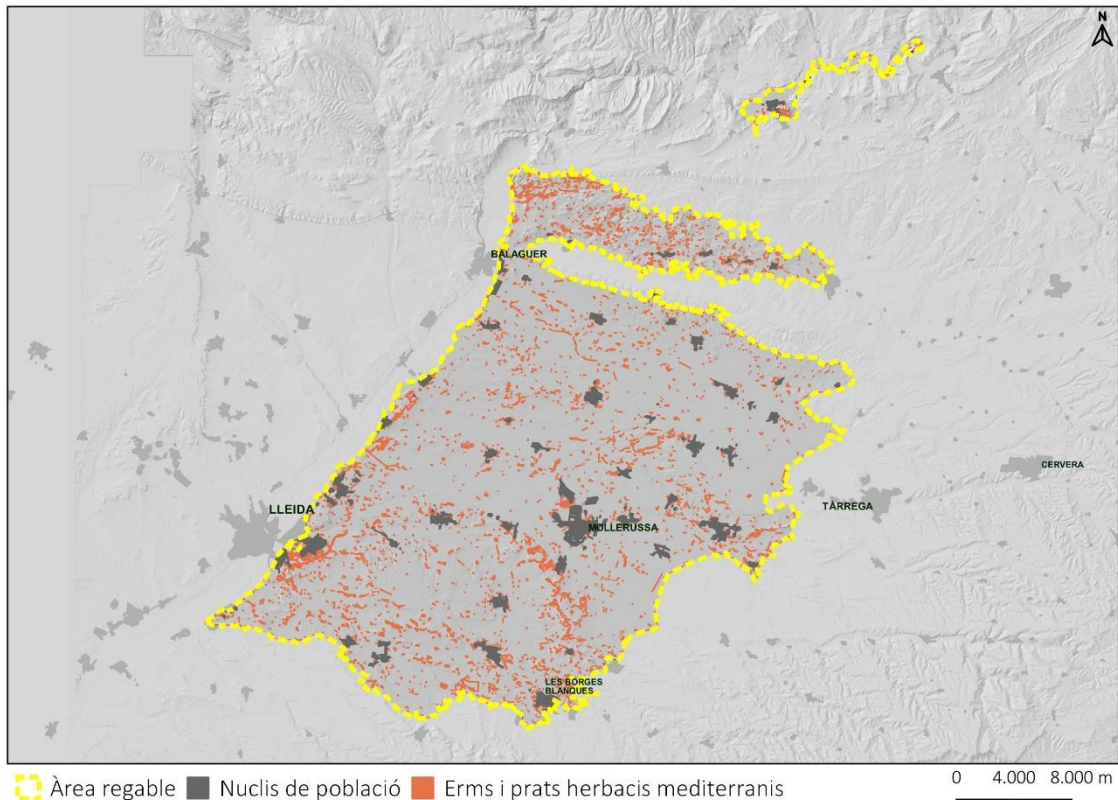 N
BALAGUER
CERVERA
TÀRREGA
LLEIDA
MOLLERUSSA
LES BORGES
BLANQUES
Àrea regable
Nuclis de població
Erms i prats herbacis mediterranis
0 4.000 8.000 m